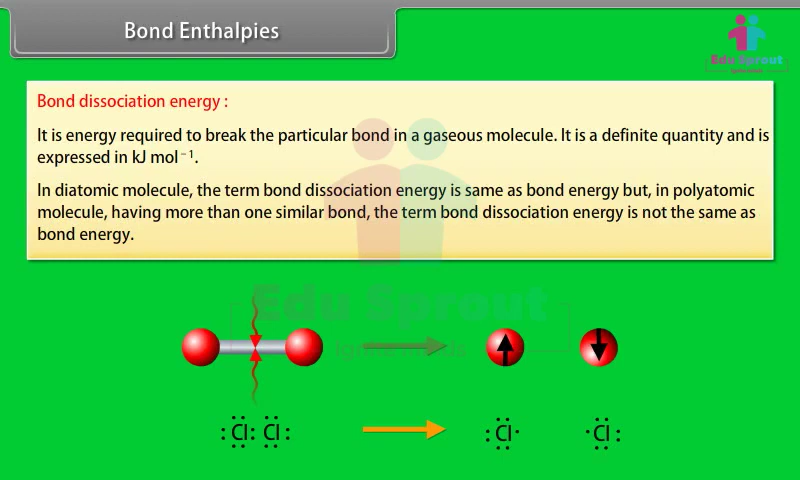 Bond Enthalpies
Edu Sprout
Bond dissociation energy :
It is energy required to break the particular bond in a gaseous molecule. It is a definite quantity and is
expressed in kJ mol⁻¹.
In diatomic molecule, the term bond dissociation energy is same as bond energy but, in polyatomic
molecule, having more than one similar bond, the term bond dissociation energy is not the same as
bond energy.
Edu Sprout
Cl Cl Cl Cl